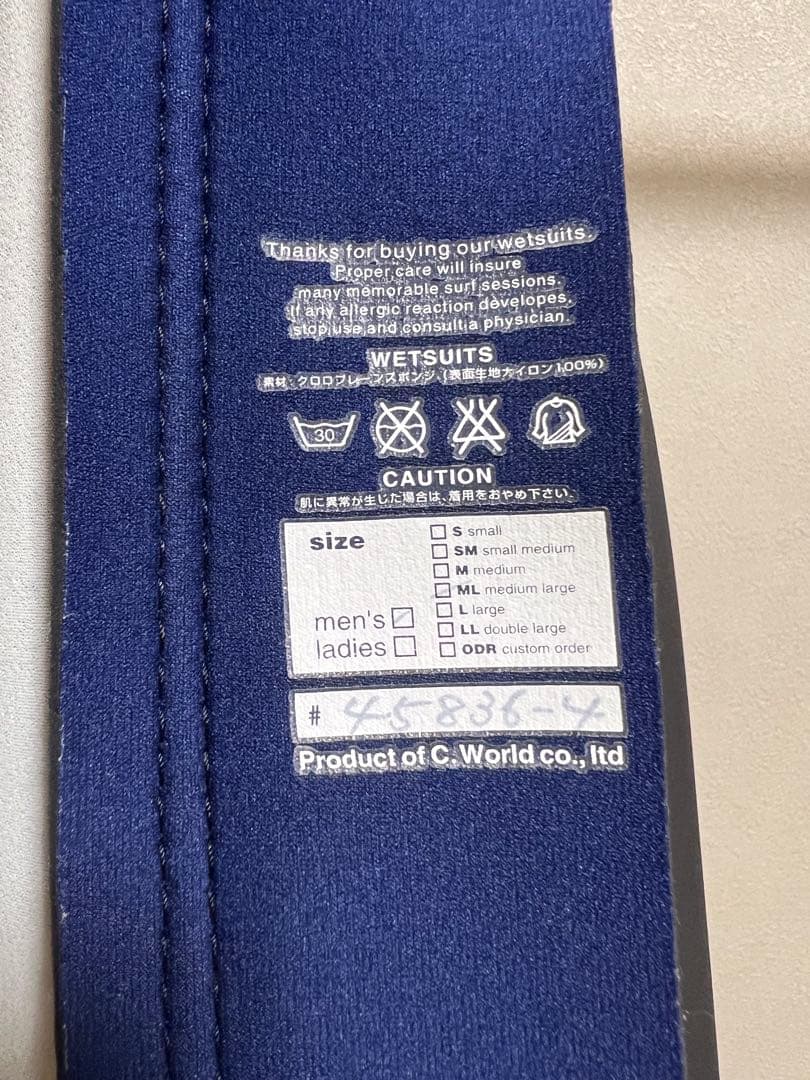 Thanks for buying our wetsuits.
Proper care will insure
many memorable surf sessions.
If any allergic reaction developes,
stop use and consult a physician.
WETSUITS
素材：クロロプレーンスポンジ、(表面生地ナイロン100%)
30
CAUTION
肌に異常が生じた場合は、着用をおやめ下さい。
size
men's
ladies
S small
SM small medium
M medium
ML medium large
L large
LL double large
ODR custom order
# 45836-4
Product of C.World co., ltd